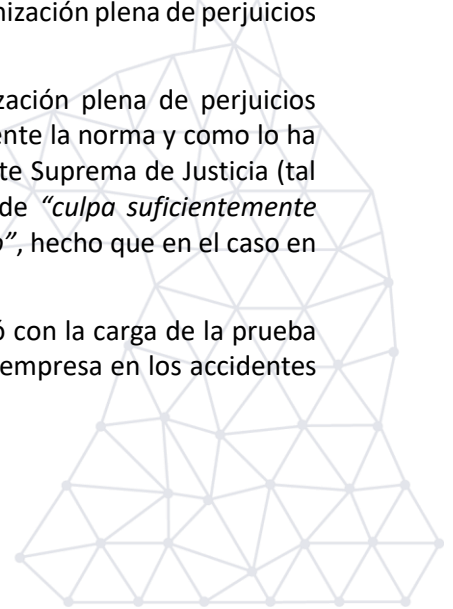 nización plena de perjuicios
zación plena de perjuicios
ente la norma y como lo ha
te Suprema de Justicia (tal
de “culpa suficientemente
o”, hecho que en el caso en
ó con la carga de la prueba
empresa en los accidentes